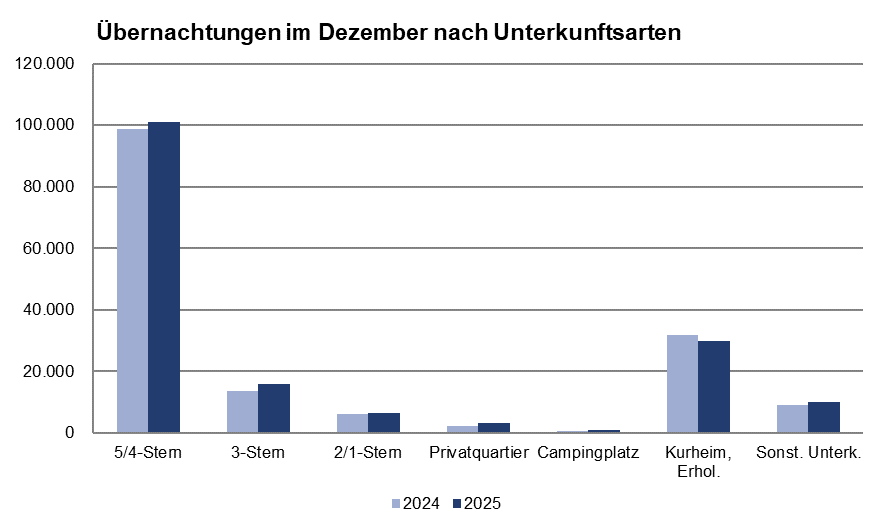 Übernachtungen im Dezember nach Unterkunftsarten
120.000
100.000
80.000
60.000
40.000
20.000
0
5/4-Stern 3-Stern 2/1-Stern Privatquartier Campingplatz Kurheim, Sonst. Unterk.
Erhol.
2024 2025